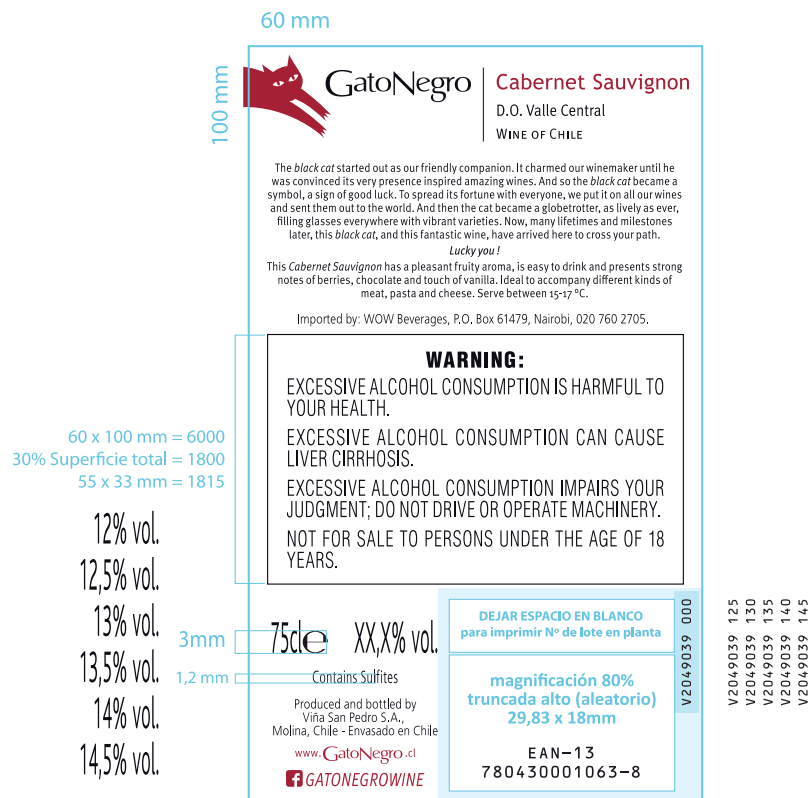 60 mm
100 mm
GatoNegro
Cabernet Sauvignon
D.O. Valle Central
WINE OF CHILE
The black cat started out as our friendly companion. It charmed our winemaker until he
was convinced its very presence inspired amazing wines. And so the black cat became a
symbol, a sign of good luck. To spread its fortune with everyone, we put it on all our wines
and sent them out to the world. And then the cat became a globetrotter, as lively as ever,
filling glasses everywhere with vibrant varieties. Now, many lifetimes and milestones
later, this black cat, and this fantastic wine, have arrived here to cross your path.
Lucky you !
This Cabernet Sauvignon has a pleasant fruity aroma, is easy to drink and presents strong
notes of berries, chocolate and touch of vanilla. Ideal to accompany different kinds of
meat, pasta and cheese. Serve between 15-17 °C.
Imported by: WOW Beverages, P.O. Box 61479, Nairobi, 020 760 2705.
WARNING:
EXCESSIVE ALCOHOL CONSUMPTION IS HARMFUL TO
YOUR HEALTH.
EXCESSIVE ALCOHOL CONSUMPTION CAN CAUSE
LIVER CIRRHOSIS.
EXCESSIVE ALCOHOL CONSUMPTION IMPAIRS YOUR
JUDGMENT; DO NOT DRIVE OR OPERATE MACHINERY.
NOT FOR SALE TO PERSONS UNDER THE AGE OF 18
YEARS.
60 x 100 mm = 6000
30% Superficie total = 1800
55 x 33 mm = 1815
12% vol.
12,5% vol.
13% vol.
13,5% vol.
14% vol.
14,5% vol.
3mm
75cl e
XX,X% vol.
1,2 mm
Contains Sulfites
Produced and bottled by
Viña San Pedro S.A.,
Molina, Chile - Envasado en Chile
www.GatoNegro.cl
f GATONEGROWINE
DEJAR ESPACIO EN BLANCO
para imprimir Nº de lote en planta
magnificación 80%
truncada alto (aleatorio)
29,83 x 18mm
EAN-13
780430001063-8
V2049039 000
V2049039 125
V2049039 130
V2049039 135
V2049039 140
V2049039 145